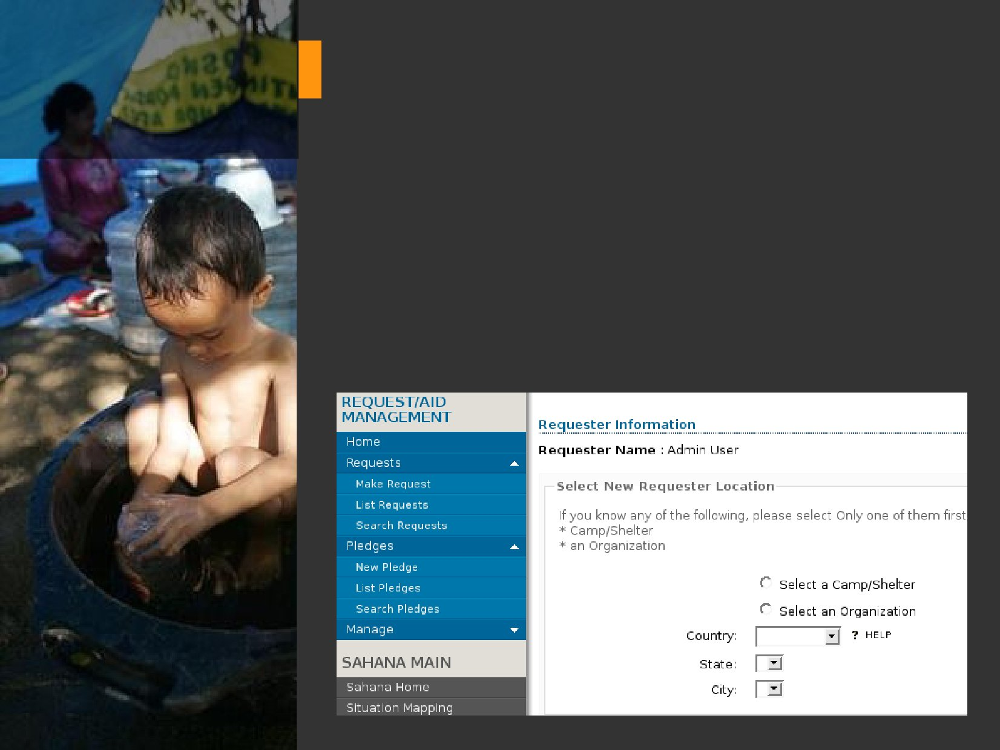 REQUEST/AID
MANAGEMENT
Home
Requests
Make Request
List Requests
Search Requests
Pledges
New Pledge
List Pledges
Search Pledges
Manage
SAHANA MAIN
Sahana Home
Situation Mapping
Requester Information
Requester Name : Admin User
Select New Requester Location
If you know any of the following, please select Only one of them first
* Camp/Shelter
* an Organization
Select a Camp/Shelter
Select an Organization
Country: ? HELP
State:
City: